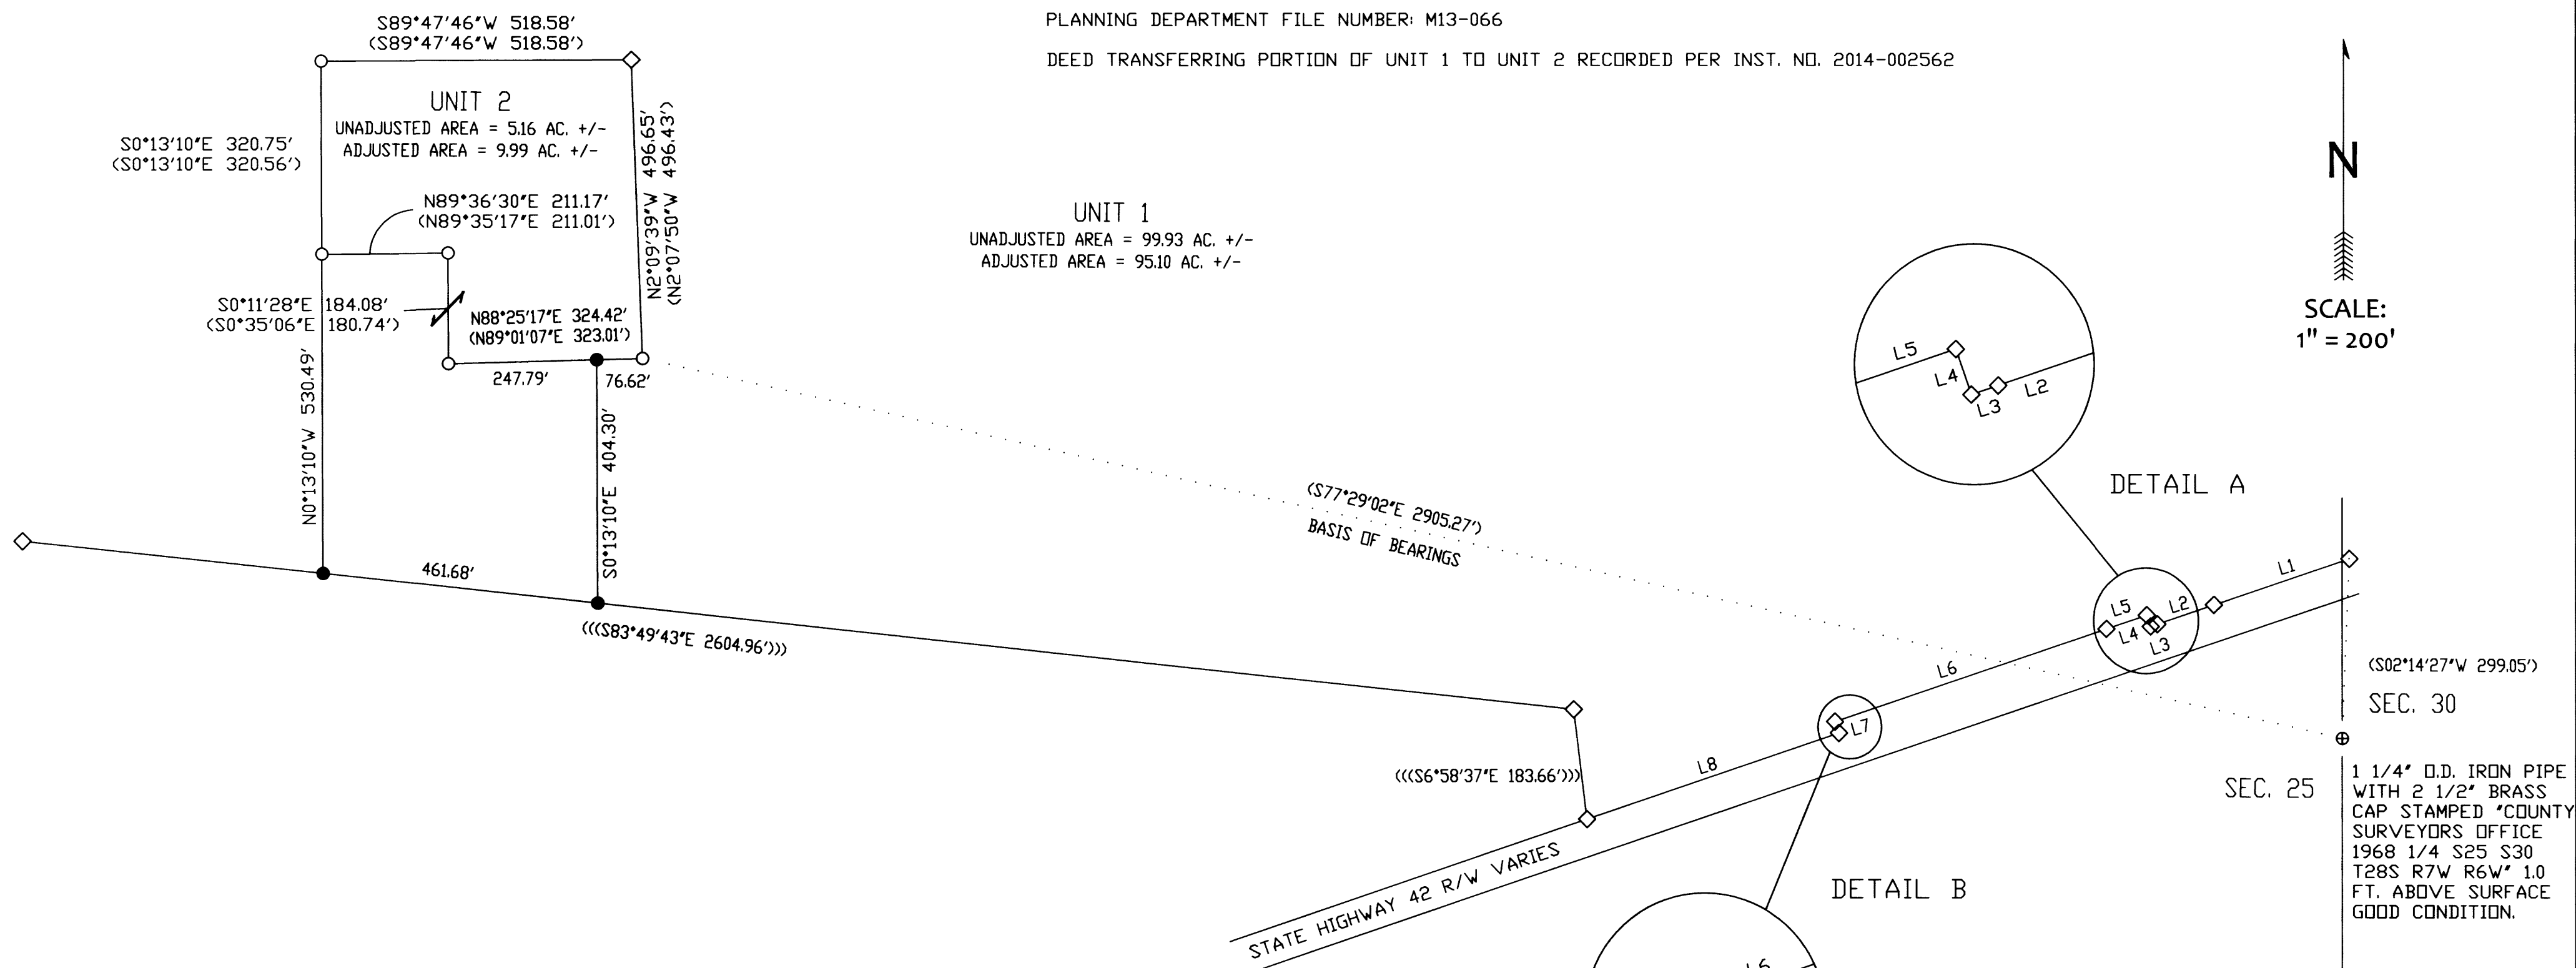 PLANNING DEPARTMENT FILE NUMBER: M13-066
DEED TRANSFERRING PORTION OF UNIT 1 TO UNIT 2 RECORDED PER INST. NO. 2014-002562
S89°47'46"W 518.58'
(S89°47'46"W 518.58')
UNIT 2
UNADJUSTED AREA = 5.16 AC. +/-
ADJUSTED AREA = 9.99 AC. +/-
S0°13'10"E 320.75'
(S0°13'10"E 320.56')
N89°36'30"E 211.17'
(N89°35'17"E 211.01')
N2°09'39"W 496.65'
(N2°07'50"W 496.43')
S0°11'28"E 184.08'
(S0°35'06"E 180.74')
N88°25'17"E 324.42'
(N89°01'07"E 323.01')
247.79'
76.62'
N0°13'10"W 530.49'
S0°13'10"E 404.30'
461.68'
(((S83°49'43"E 2604.96')))
UNIT 1
UNADJUSTED AREA = 99.93 AC. +/-
ADJUSTED AREA = 95.10 AC. +/-
(S77°29'02"E 2905.27')
BASIS OF BEARINGS
N
SCALE:
1" = 200'
L5
L4
L3
L2
DETAIL A
L1
L2
L5
L4
L3
L6
L7
L8
(S02°14'27"W 299.05')
SEC. 30
SEC. 25
(((S6°58'37"E 183.66')))
STATE HIGHWAY 42 R/W VARIES
DETAIL B
L6
1 1/4" O.D. IRON PIPE
WITH 2 1/2" BRASS
CAP STAMPED "COUNTY
SURVEYORS OFFICE
1968 1/4 S25 S30
T28S R7W R6W" 1.0
FT. ABOVE SURFACE
GOOD CONDITION.